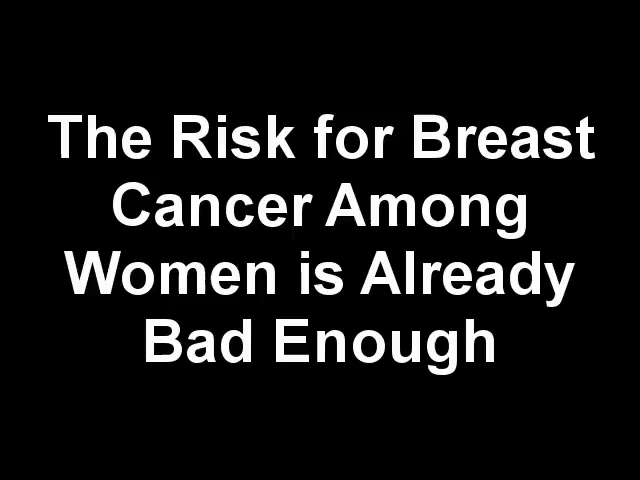 The Risk for Breast
Cancer Among
Women is Already
Bad Enough